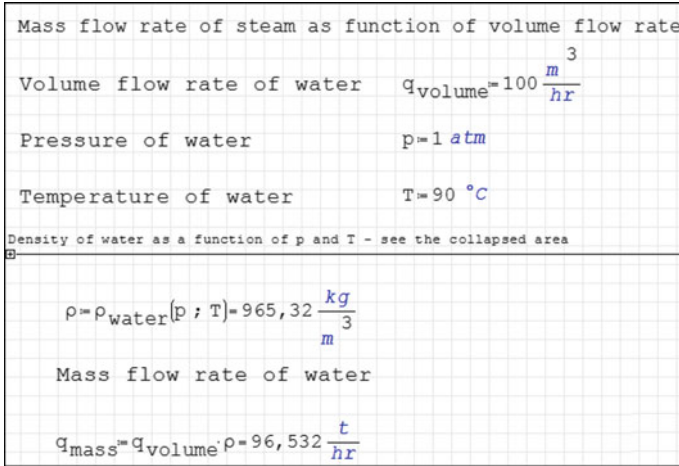 Mass flow rate of steam as function of volume flow rate
Volume flow rate of water q_volume≔100 m^3/hr
Pressure of water p≔1 atm
Temperature of water T≔90 °C
Density of water as a function of p and T - see the collapsed area
ρ≔ρ_water(p ; T)=965,32 kg/m^3
Mass flow rate of water
q_mass≔q_volume·ρ=96,532 t/hr